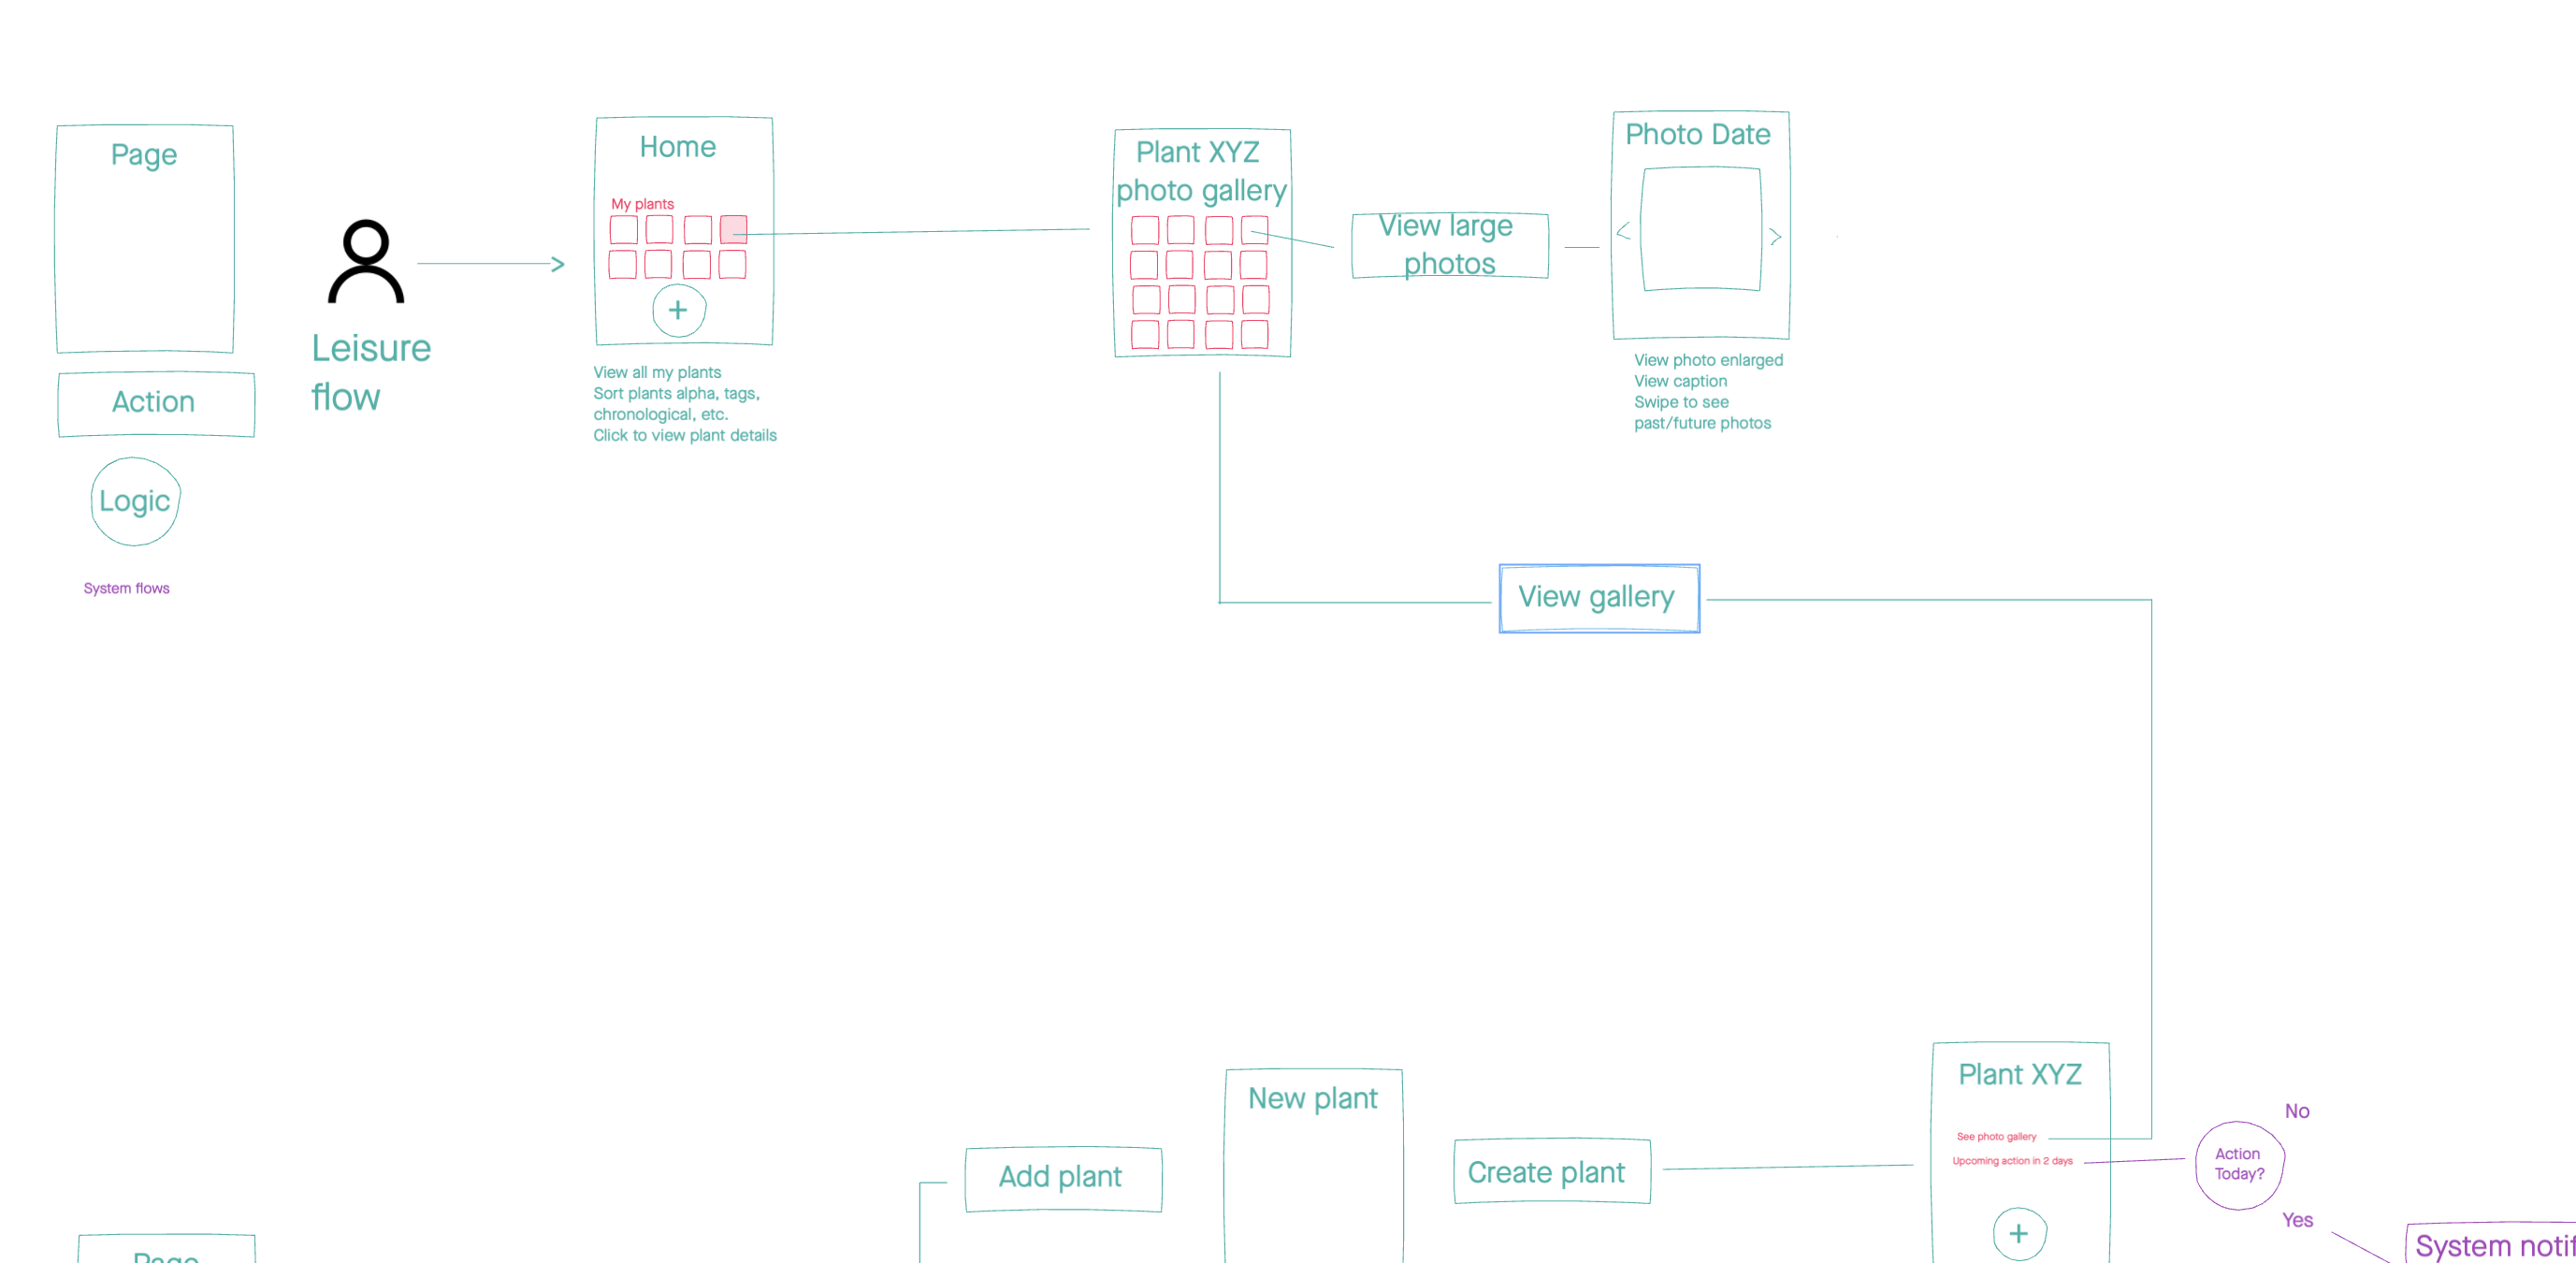 Page
Action
Logic
System flows
Leisure
flow
Home
My plants
+
View all my plants
Sort plants alpha, tags,
chronological, etc.
Click to view plant details
Plant XYZ
photo gallery
View large
photos
Photo Date
View photo enlarged
View caption
Swipe to see
past/future photos
View gallery
Page
Add plant
New plant
Create plant
Plant XYZ
See photo gallery
Upcoming action in 2 days
+
Action
Today?
No
Yes
System notif